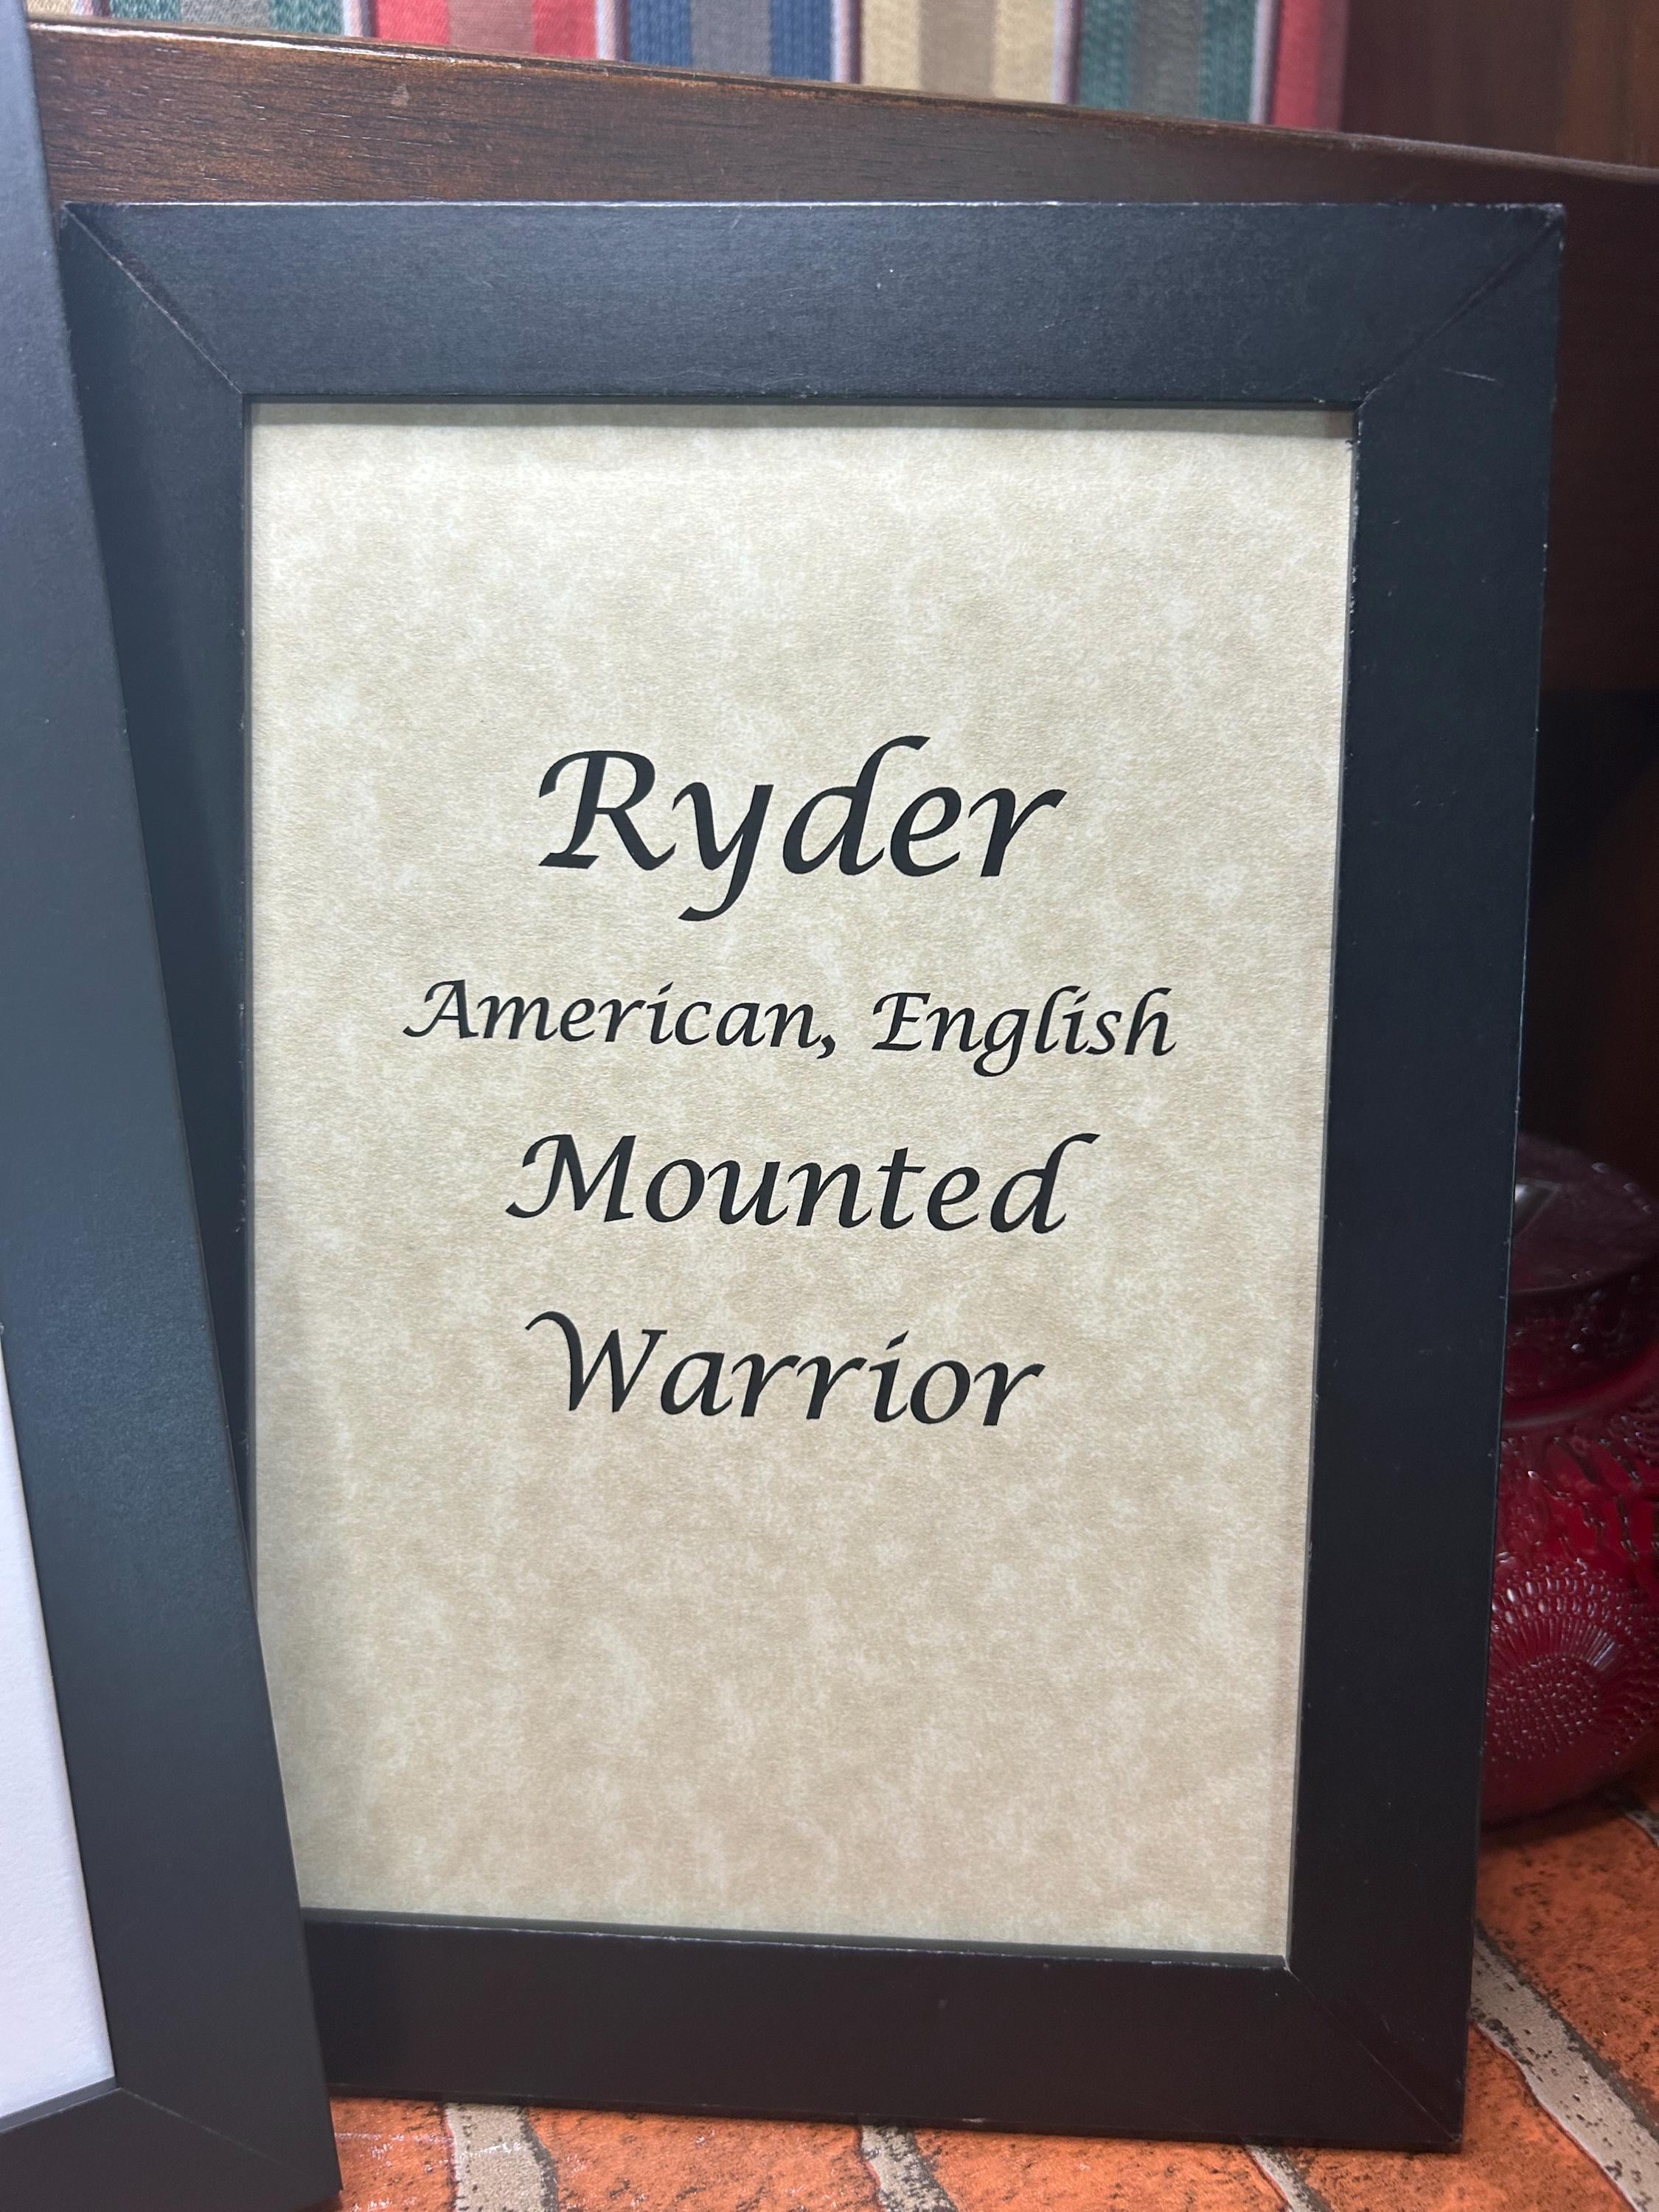 Ryder
American, English
Mounted
Warrior